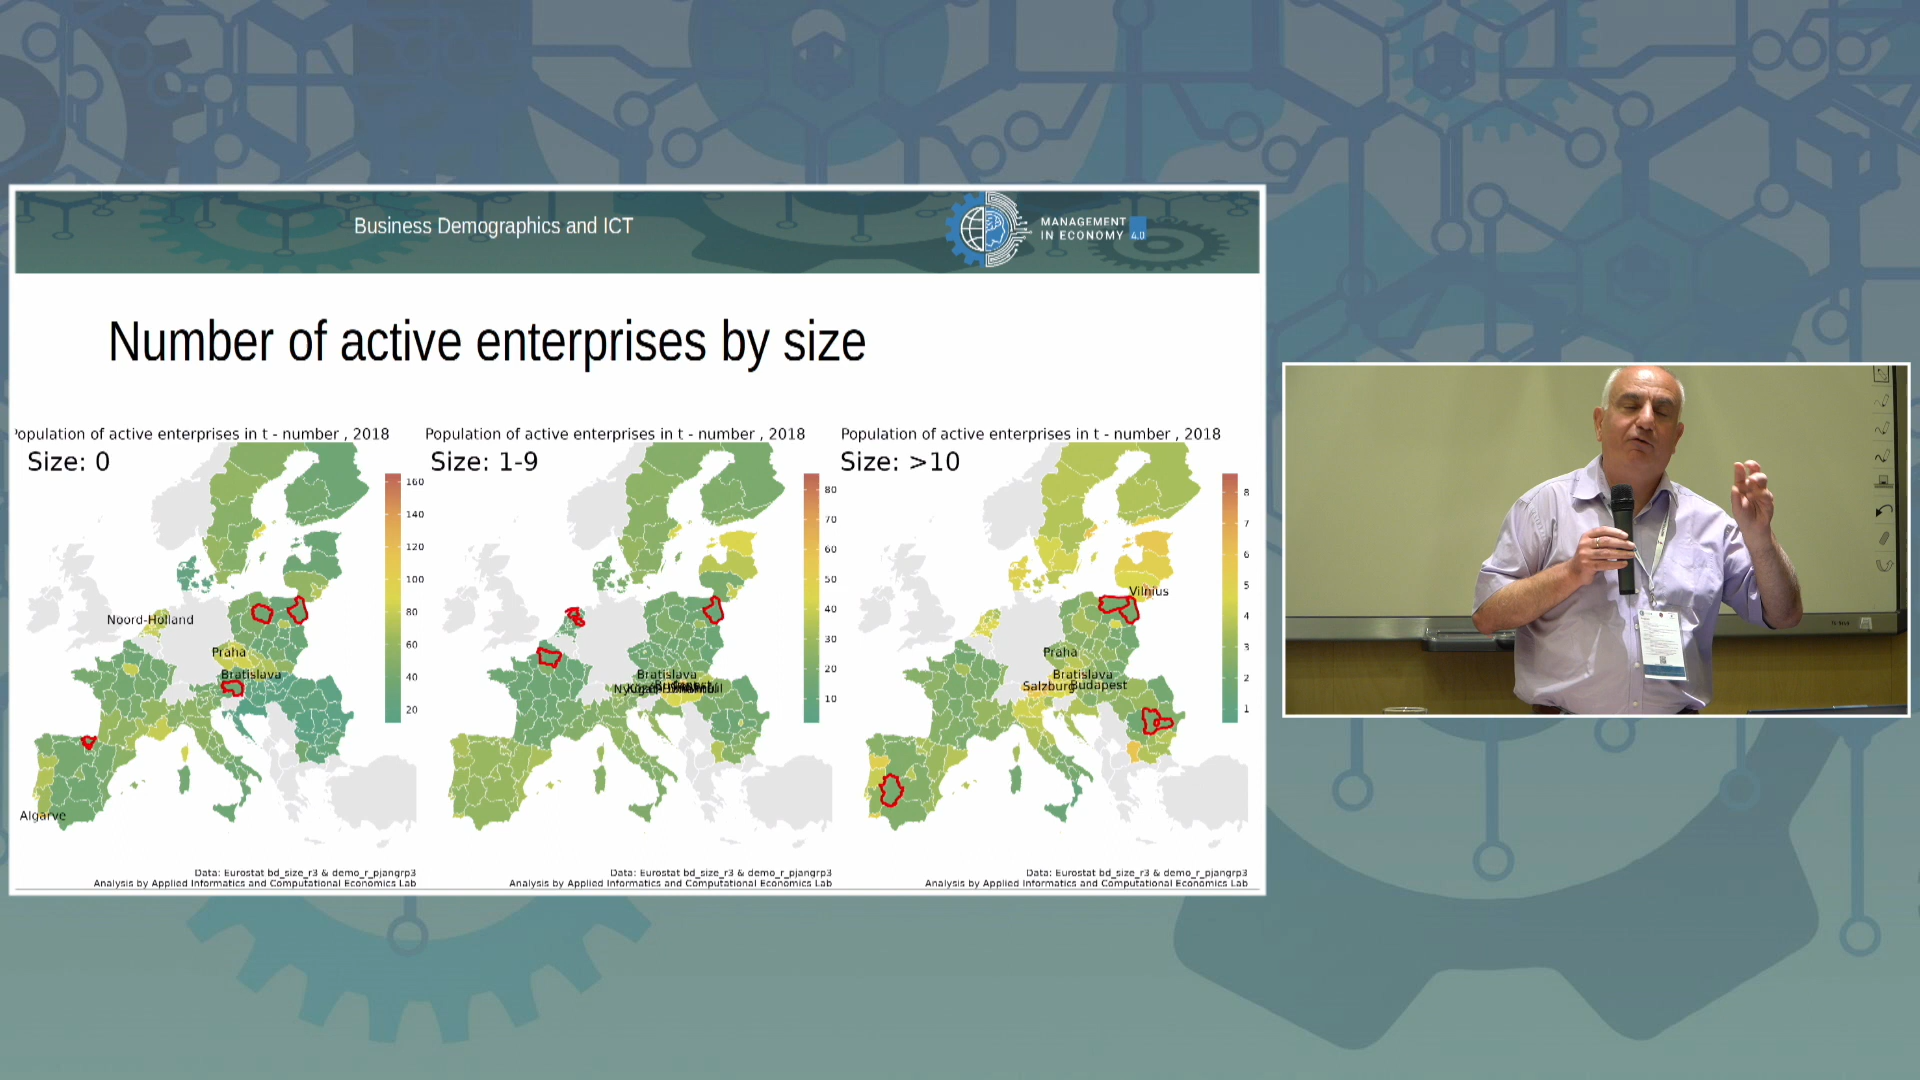 Business Demographics and ICT
MANAGEMENT
IN ECONOMY 4.0
Number of active enterprises by size
opulation of active enterprises in t - number , 2018
Size: 0
160
140
120
100
80
60
40
20
Noord-Holland
Praha
Bratislava
Algarve
Data: Eurostat bd_size_r3 & demo_r_pjangrp3
Analysis by Applied Informatics and Computational Economics Lab
Population of active enterprises in t - number , 2018
Size: 1-9
80
70
60
50
40
30
20
10
Bratislava
Data: Eurostat bd_size_r3 & demo_r_pjangrp3
Analysis by Applied Informatics and Computational Economics Lab
Population of active enterprises in t - number , 2018
Size: >10
8
7
6
5
4
3
2
1
Vilnius
Praha
Bratislava
Salzburg
Budapest
Data: Eurostat bd_size_r3 & demo_r_pjangrp3
Analysis by Applied Informatics and Computational Economics Lab